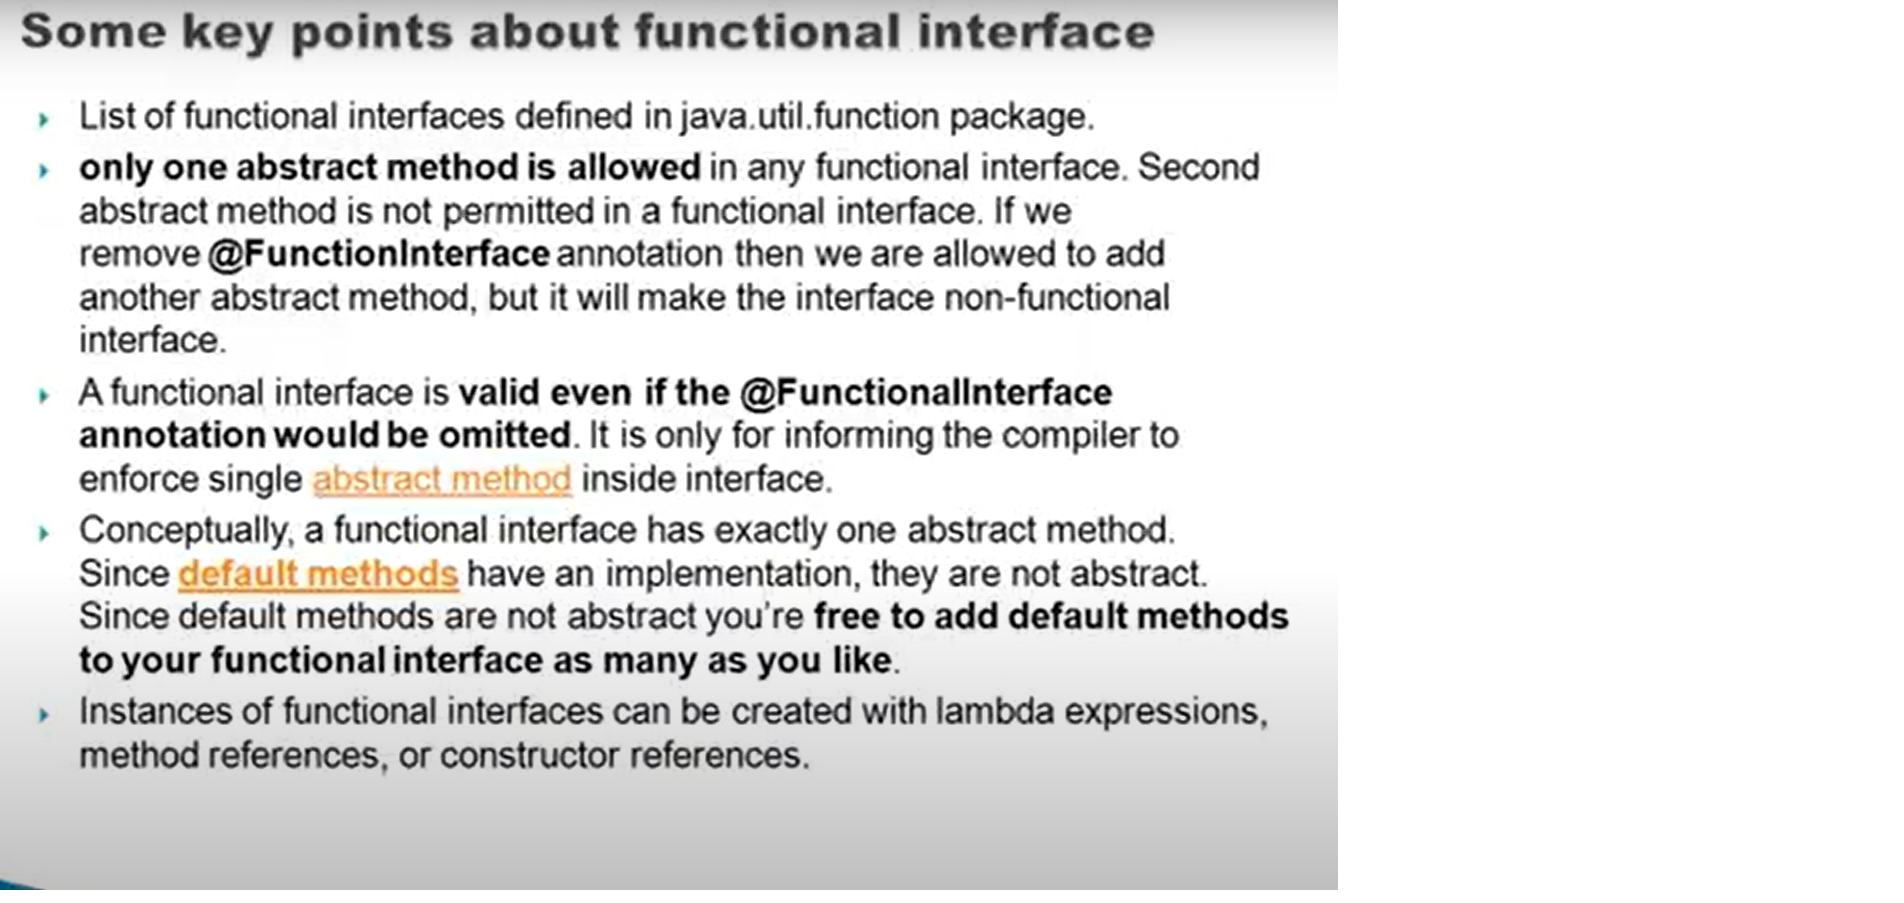 Some key points about functional interface
List of functional interfaces defined in java.util.function package.
only one abstract method is allowed in any functional interface. Second
abstract method is not permitted in a functional interface. If we
remove @FunctionInterface annotation then we are allowed to add
another abstract method, but it will make the interface non-functional
interface.
A functional interface is valid even if the @FunctionalInterface
annotation would be omitted. It is only for informing the compiler to
enforce single abstract method inside interface.
Conceptually, a functional interface has exactly one abstract method.
Since default methods have an implementation, they are not abstract.
Since default methods are not abstract you're free to add default methods
to your functional interface as many as you like.
Instances of functional interfaces can be created with lambda expressions,
method references, or constructor references.